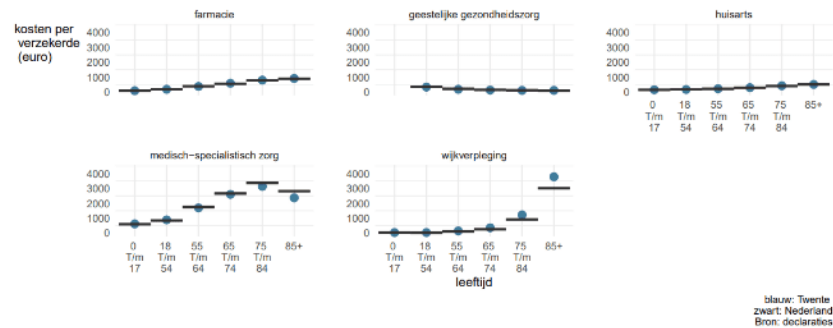 farmacie
geestelijke gezondheidszorg
huisarts
kosten per
verzekerde
(euro)
4000
3000
2000
1000
0
4000
3000
2000
1000
0
4000
3000
2000
1000
0
0 18 55 65 75 85+
T/m T/m T/m T/m T/m
17 54 64 74 84
medisch-specialistisch zorg
wijkverpleging
4000
3000
2000
1000
0
4000
3000
2000
1000
0
0 18 55 65 75 85+
T/m T/m T/m T/m T/m
17 54 64 74 84
0 18 55 65 75 85+
T/m T/m T/m T/m T/m
17 54 64 74 84
leeftijd
blauw: Twente
zwart: Nederland
Bron: declaraties